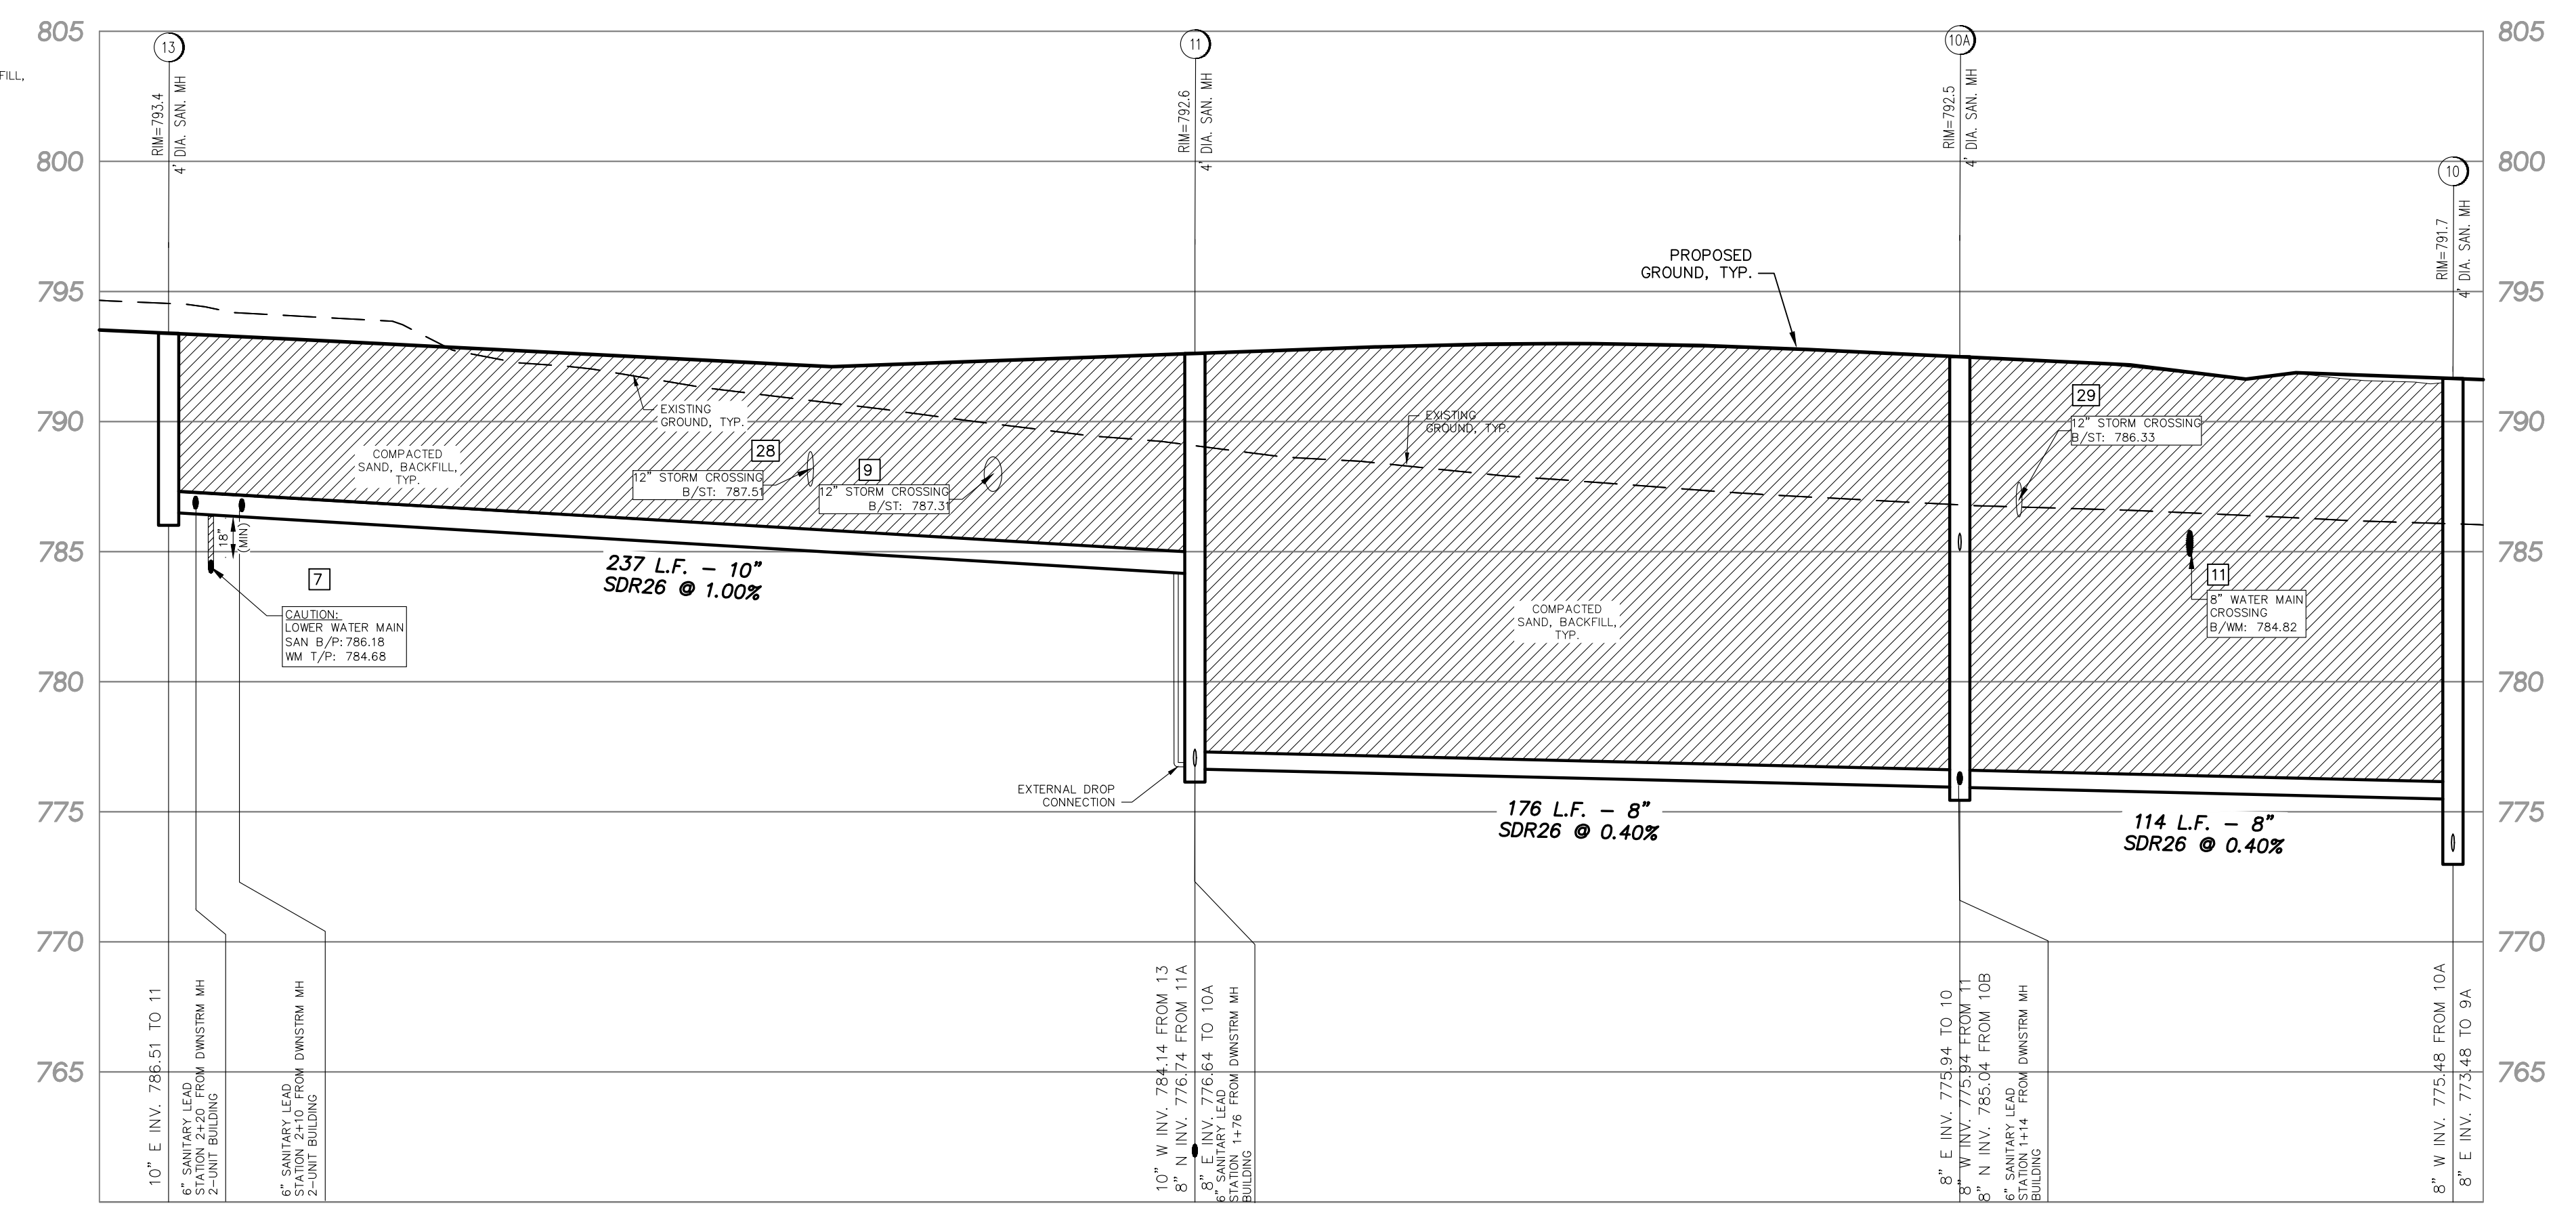 805
FILL,
13
RIM=793.4
4' DIA. SAN. MH
11
RIM=792.6
4' DIA. SAN. MH
10A
RIM=792.5
4' DIA. SAN. MH
805
800
10
RIM=791.7
4' DIA. SAN. MH
800
PROPOSED
GROUND, TYP.
795
795
790
EXISTING
GROUND, TYP.
EXISTING
GROUND, TYP.
29
12" STORM CROSSING
B/ST: 786.33
790
COMPACTED
SAND, BACKFILL,
TYP.
28
12" STORM CROSSING
B/ST: 787.51
9
12" STORM CROSSING
B/ST: 787.31
785
18"
(MIN)
7
237 L.F. – 10"
SDR26 @ 1.00%
11
8" WATER MAIN
CROSSING
B/WM: 784.82
785
CAUTION:
LOWER WATER MAIN
SAN B/P: 786.18
WM T/P: 784.68
COMPACTED
SAND, BACKFILL,
TYP.
780
780
EXTERNAL DROP
CONNECTION
775
176 L.F. – 8"
SDR26 @ 0.40%
114 L.F. – 8"
SDR26 @ 0.40%
775
770
770
765
765
10" E INV. 786.51 TO 11
6" SANITARY LEAD
STATION 2+20 FROM DWNSTRM MH
2-UNIT BUILDING
6" SANITARY LEAD
STATION 2+10 FROM DWNSTRM MH
2-UNIT BUILDING
10" W INV. 784.14 FROM 13
8" N INV. 776.74 FROM 11A
8" E INV. 776.64 TO 10A
6" SANITARY LEAD
STATION 1+76 FROM DWNSTRM MH
BUILDING
8" E INV. 775.94 TO 10
8" W INV. 775.94 FROM 11
8" N INV. 785.04 FROM 10B
6" SANITARY LEAD
STATION 1+14 FROM DWNSTRM MH
BUILDING
8" W INV. 775.48 FROM 10A
8" E INV. 773.48 TO 9A